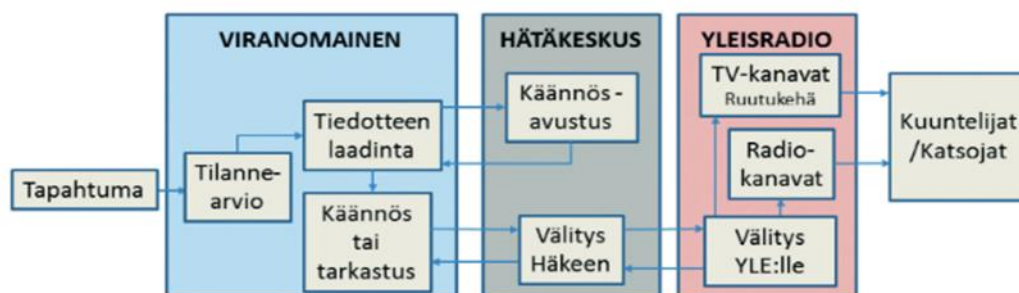 VIRANOMAINEN
HÄTÄKESKUS
YLEISRADIO
Tapahtuma
Tilanne-
arvio
Tiedotteen
laadinta
Käännös
tai
tarkastus
Käännös -
avustus
Välitys
Häkeen
TV-kanavat
Ruutukehä
Radio-
kanavat
Välitys
YLE:lle
Kuuntelijat
/Katsojat